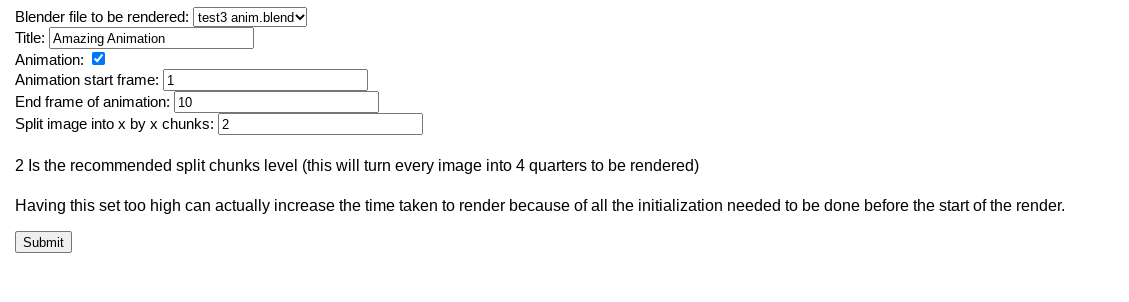 Blender file to be rendered: test3 anim.blend
Title: Amazing Animation
Animation:
Animation start frame: 1
End frame of animation: 10
Split image into x by x chunks: 2
2 Is the recommended split chunks level (this will turn every image into 4 quarters to be rendered)
Having this set too high can actually increase the time taken to render because of all the initialization needed to be done before the start of the render.
Submit